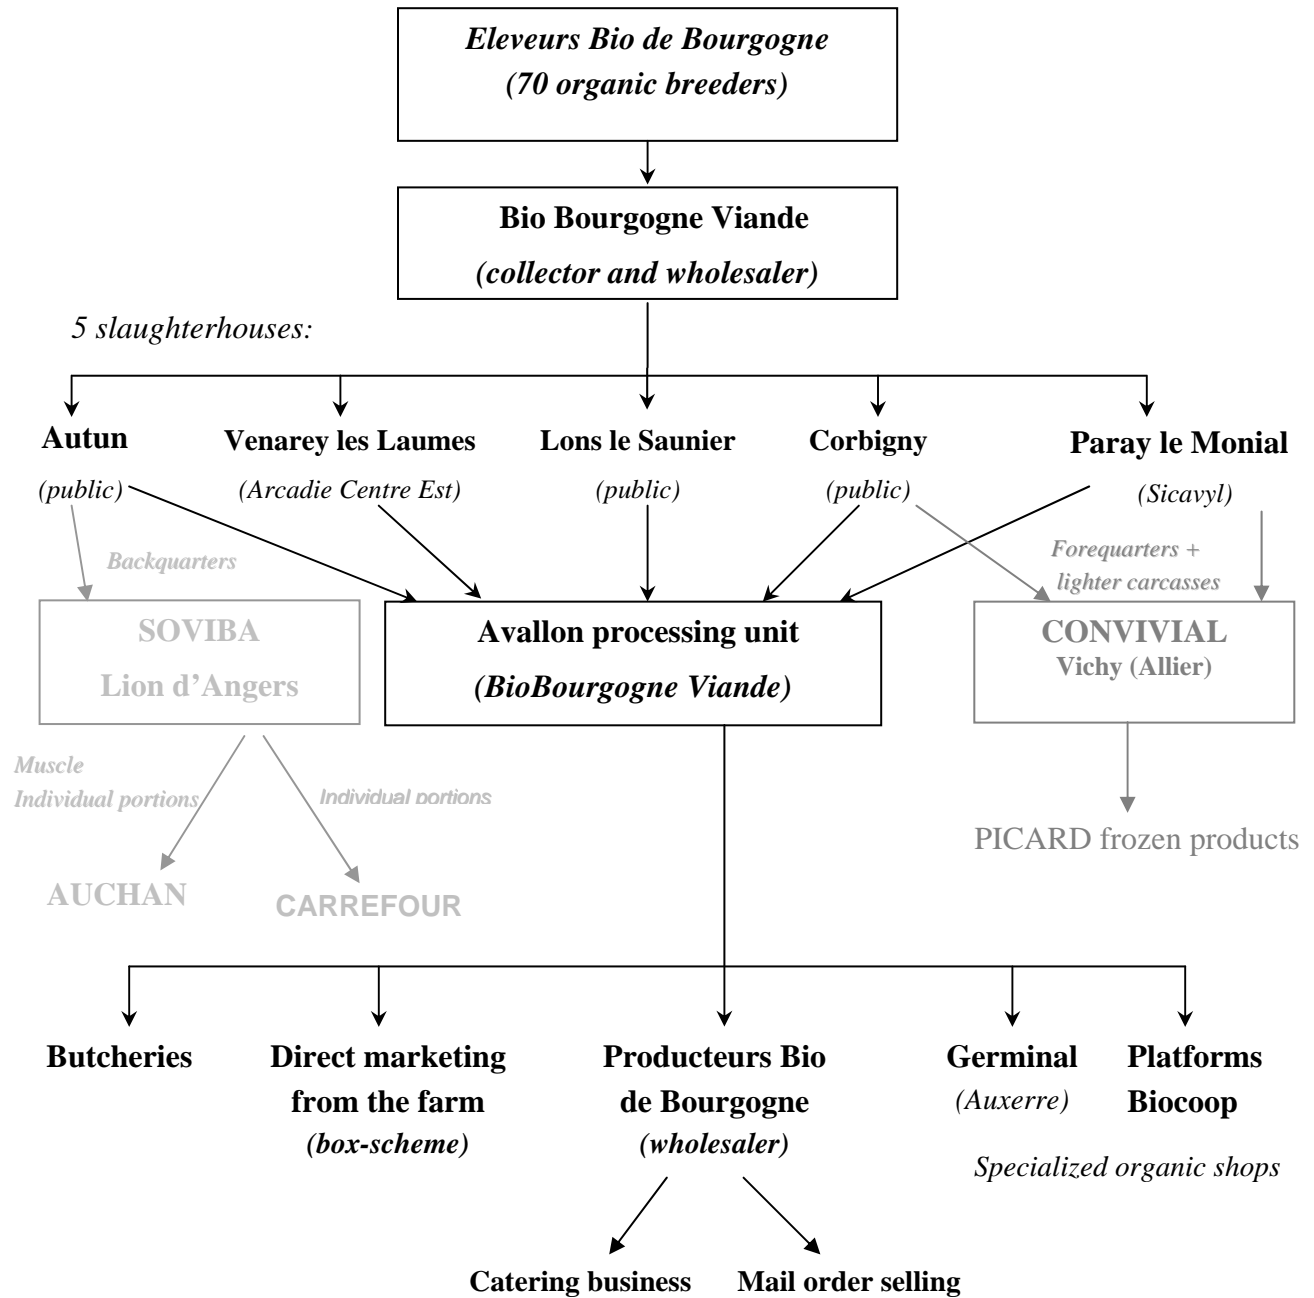 Eleveurs Bio de Bourgogne
(70 organic breeders)
Bio Bourgogne Viande
(collector and wholesaler)
5 slaughterhouses:
Autun
(public)
Venarey les Laumes
(Arcadie Centre Est)
Lons le Saunier
(public)
Corbigny
(public)
Paray le Monial
(Sicavyl)
Backquarters
Forequarters +
lighter carcasses
SOVIBA
Lion d'Angers
Avallon processing unit
(BioBourgogne Viande)
CONVIVIAL
Vichy (Allier)
Muscle
Individual portions
Individual portions
AUCHAN
CARREFOUR
PICARD frozen products
Butcheries
Direct marketing
from the farm
(box-scheme)
Producteurs Bio
de Bourgogne
(wholesaler)
Germinal
(Auxerre)
Platforms
Biocoop
Specialized organic shops
Catering business
Mail order selling